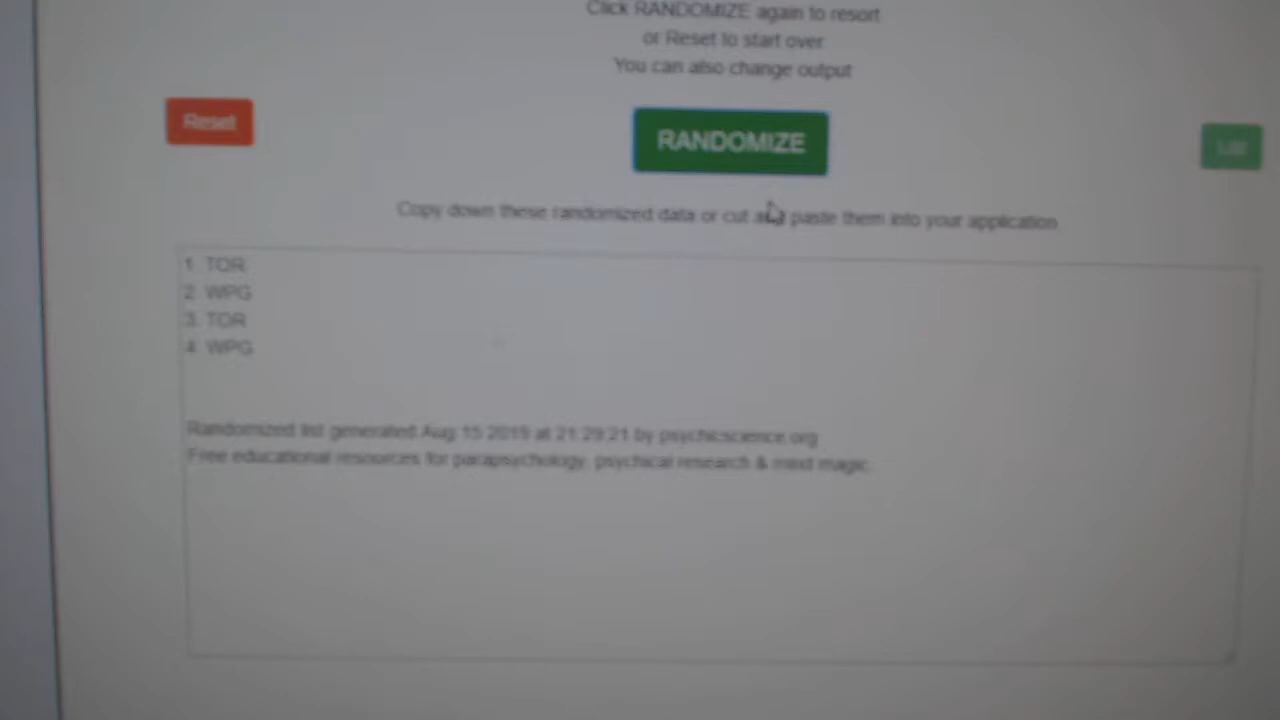 Click RANDOMIZE again to resort
or Reset to start over
You can also change output
Reset
RANDOMIZE
List
Copy down these randomized data or cut and paste them into your application
1. TOR
2. WPG
3. TOR
4. WPG
Randomized list generated Aug 15 2019 at 21:29:21 by psychicscience.org
Free educational resources for parapsychology, psychical research & mind magic.